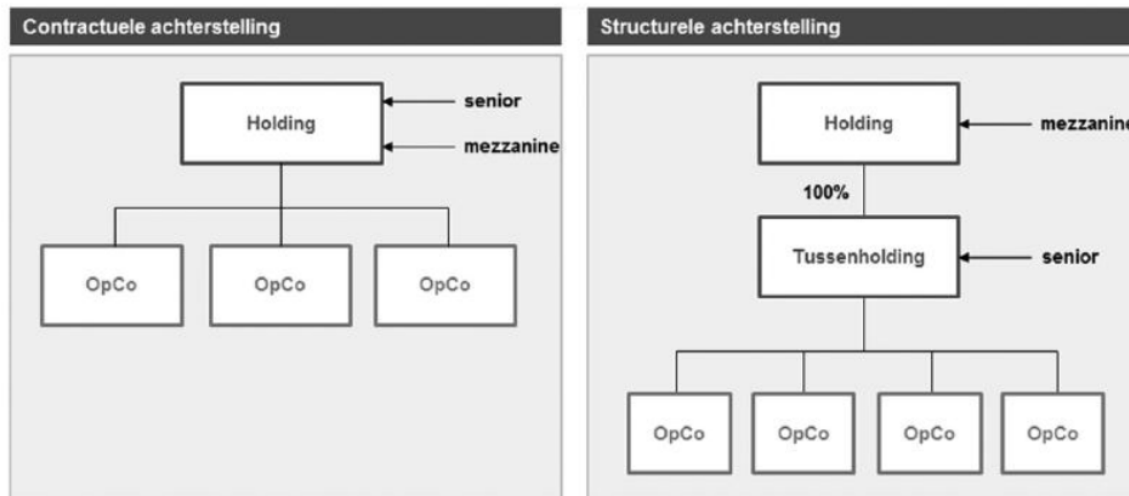 Contractuele achterstelling
Holding
senior
mezzanine
OpCo OpCo OpCo
Structurele achterstelling
Holding
mezzanine
100%
Tussenholding
senior
OpCo OpCo OpCo OpCo